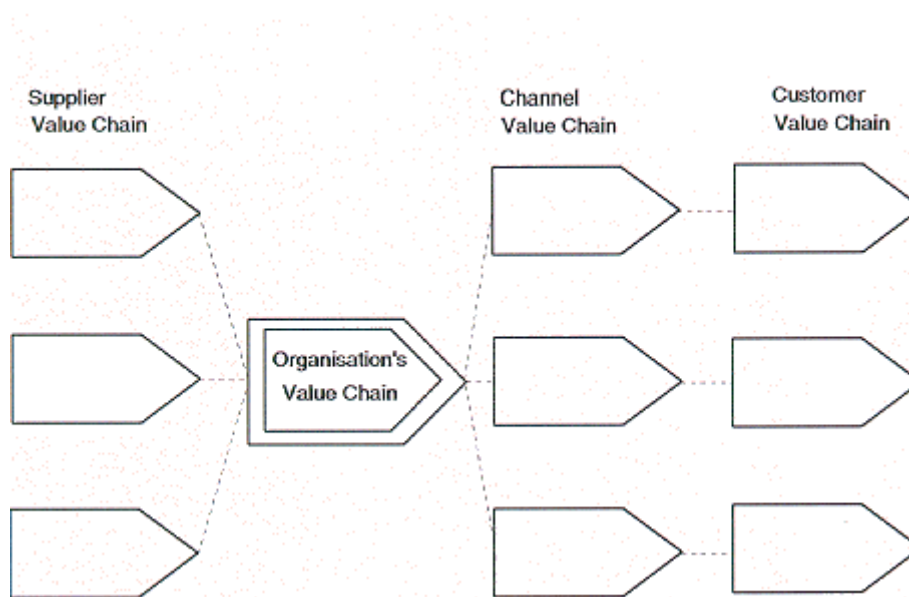 Supplier
Value Chain
Channel
Value Chain
Customer
Value Chain
Organisation's
Value Chain